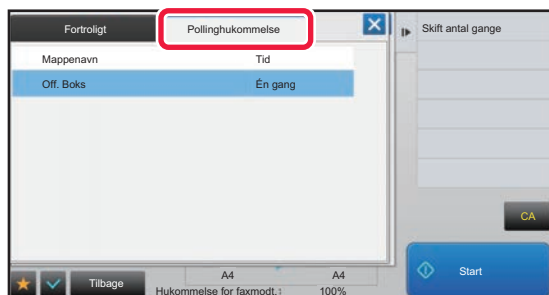 Fortroligt
Pollinghukommelse
Skift antal gange
Mappenavn
Tid
Off. Boks
Én gang
CA
Start
Tilbage
A4
A4
Hukommelse for faxmodt.:
100%